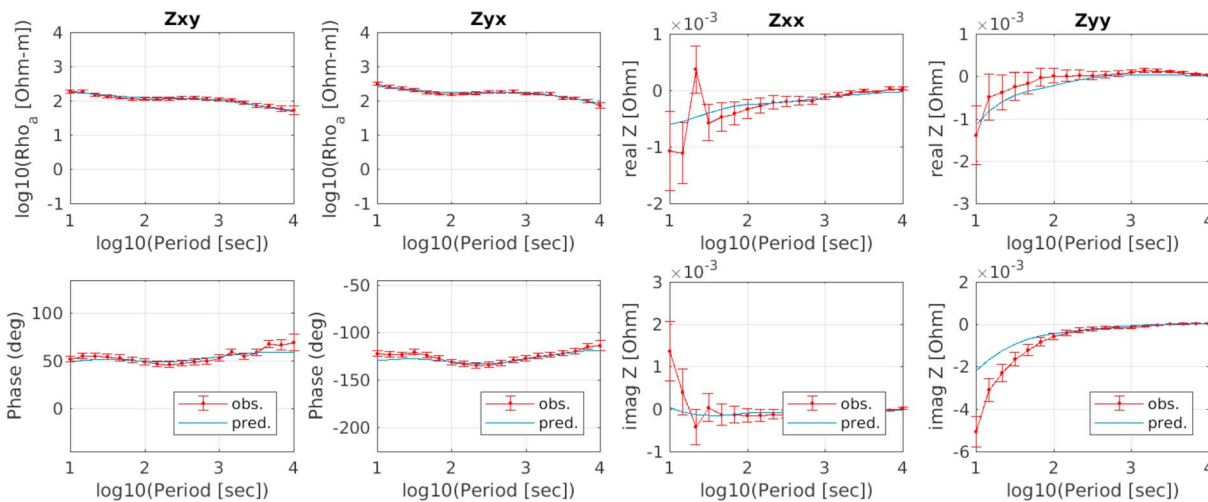 Zxy
4
3
2
1
0
-1
log10(Rho_a [Ohm-m])
1 2 3 4
log10(Period [sec])
Zyx
4
3
2
1
0
-1
log10(Rho_a [Ohm-m])
1 2 3 4
log10(Period [sec])
Zxx
×10^-3
1
0
-1
-2
real Z [Ohm]
1 2 3 4
log10(Period [sec])
Zyy
×10^-3
1
0
-1
-2
-3
real Z [Ohm]
1 2 3 4
log10(Period [sec])
100
50
0
Phase (deg)
obs.
pred.
1 2 3 4
log10(Period [sec])
-50
-100
-150
-200
Phase (deg)
obs.
pred.
1 2 3 4
log10(Period [sec])
×10^-3
3
2
1
0
-1
imag Z [Ohm]
obs.
pred.
1 2 3 4
log10(Period [sec])
×10^-3
2
0
-2
-4
-6
imag Z [Ohm]
obs.
pred.
1 2 3 4
log10(Period [sec])